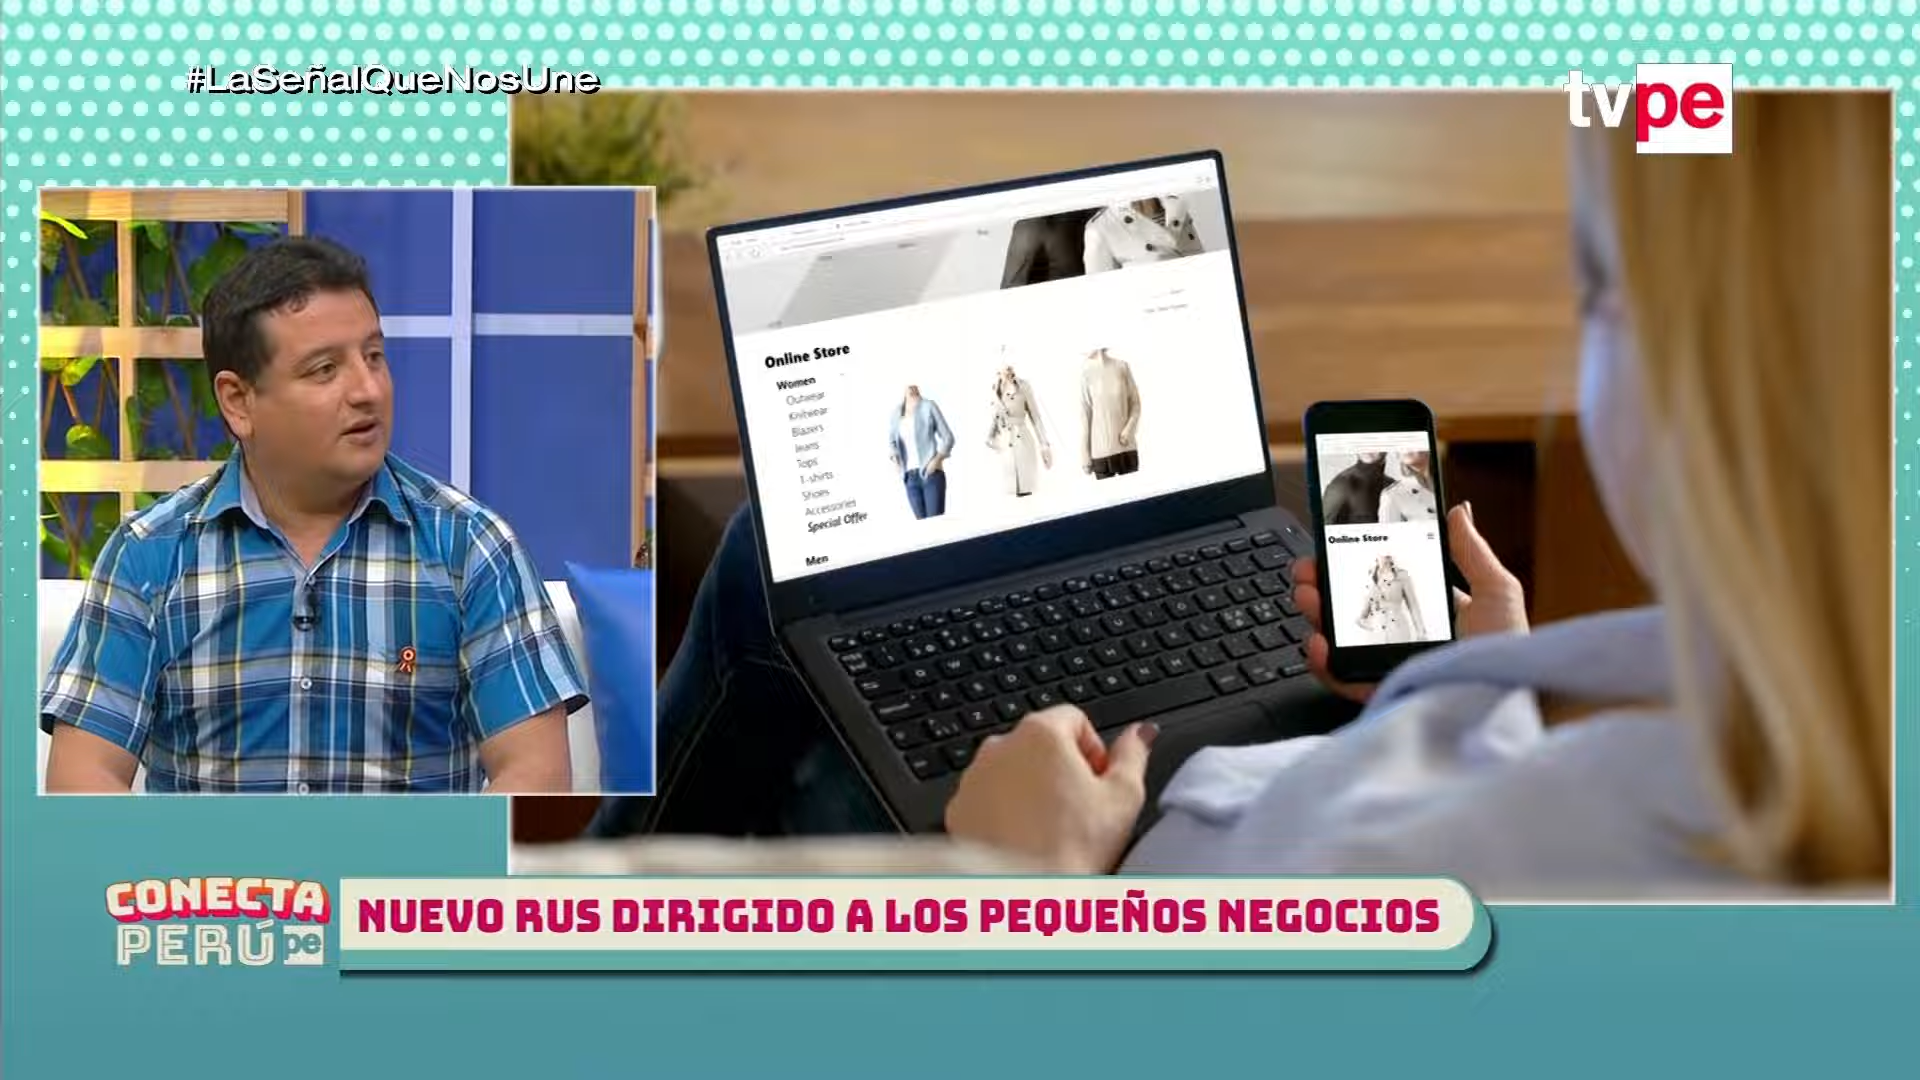 #LaSeñalQueNosUne
tvpe
Online Store
Women
Outwear
Knitwear
Blazers
Jeans
Tops
T-shirts
Shoes
Accessories
Special Offer
Men
Online Store
CONECTA
PERÚ pe
NUEVO RUS DIRIGIDO A LOS PEQUEÑOS NEGOCIOS